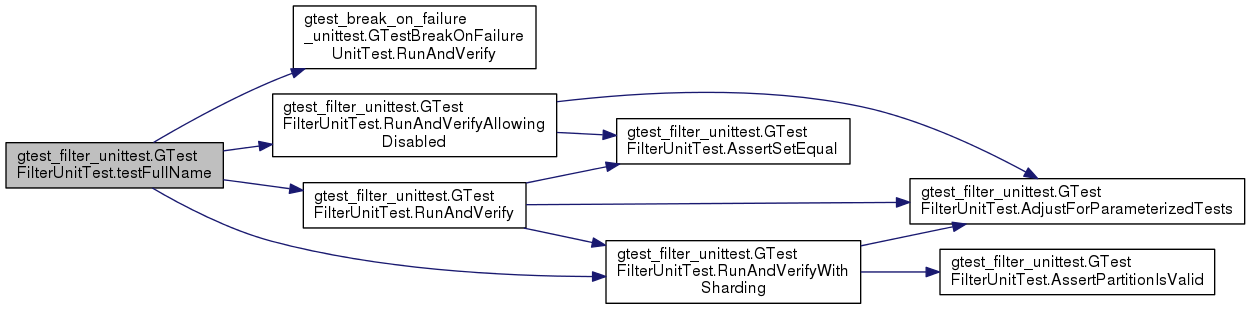 gtest_break_on_failure
_unittest.GTestBreakOnFailure
UnitTest.RunAndVerify
gtest_filter_unittest.GTest
FilterUnitTest.RunAndVerifyAllowing
Disabled
gtest_filter_unittest.GTest
FilterUnitTest.AssertSetEqual
gtest_filter_unittest.GTest
FilterUnitTest.testFullName
gtest_filter_unittest.GTest
FilterUnitTest.RunAndVerify
gtest_filter_unittest.GTest
FilterUnitTest.AdjustForParameterizedTests
gtest_filter_unittest.GTest
FilterUnitTest.RunAndVerifyWith
Sharding
gtest_filter_unittest.GTest
FilterUnitTest.AssertPartitionIsValid